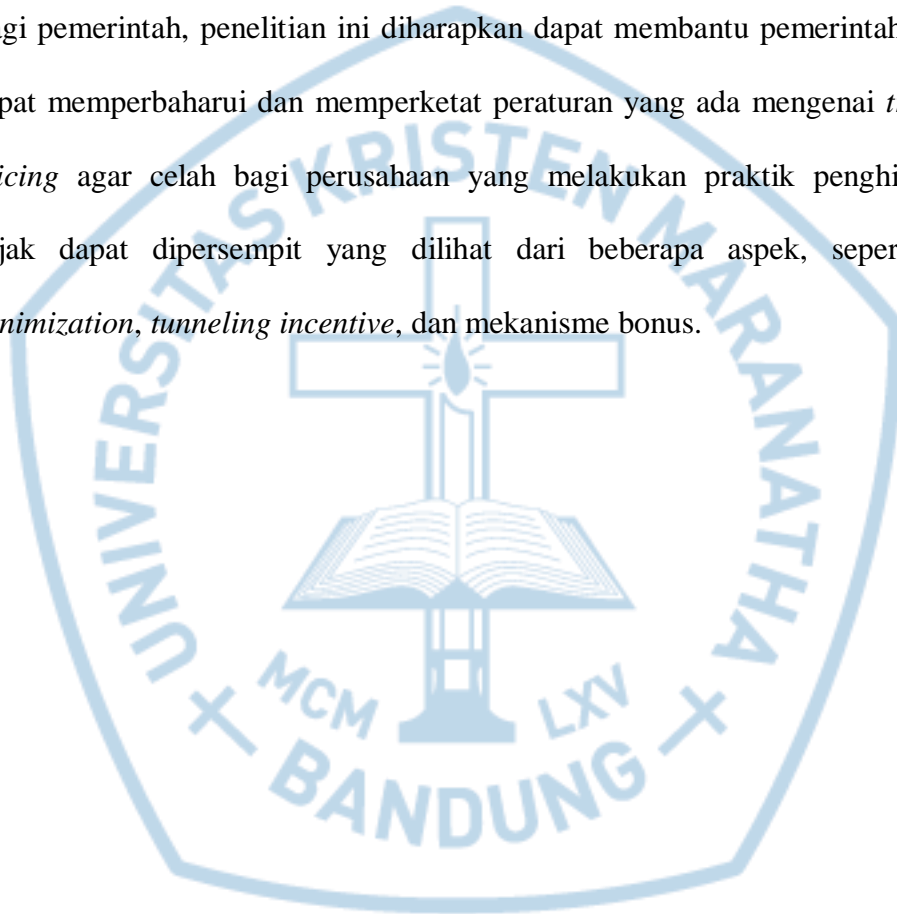 agi pemerintah, penelitian ini diharapkan dapat membantu pemerintah
pat memperbaharui dan memperketat peraturan yang ada mengenai t
icing agar celah bagi perusahaan yang melakukan praktik penghi
jak dapat dipersempit yang dilihat dari beberapa aspek, seper
nimization, tunneling incentive, dan mekanisme bonus.
UNIVERSITAS KRISTEN MARANATHA
MCM LXV
BANDUNG